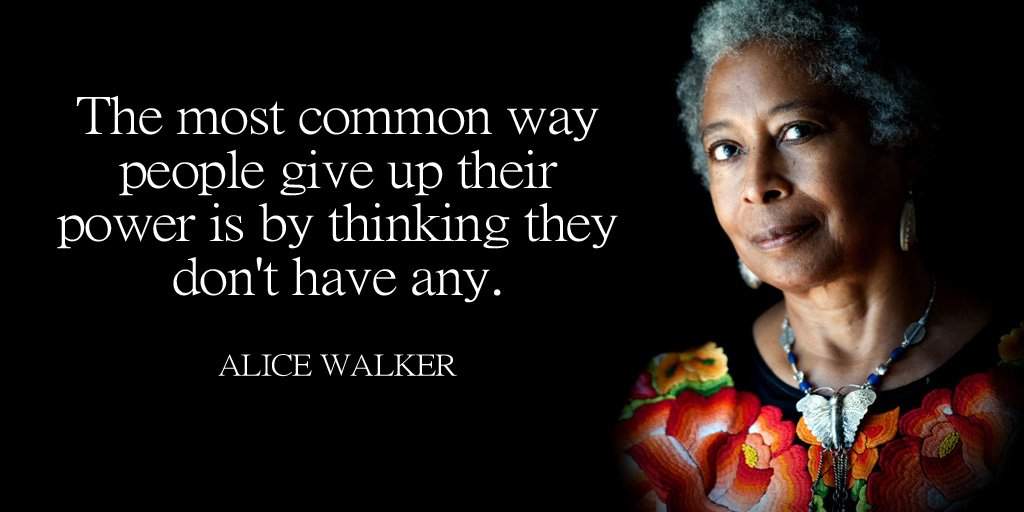 The most common way
people give up their
power is by thinking they
don't have any.
ALICE WALKER